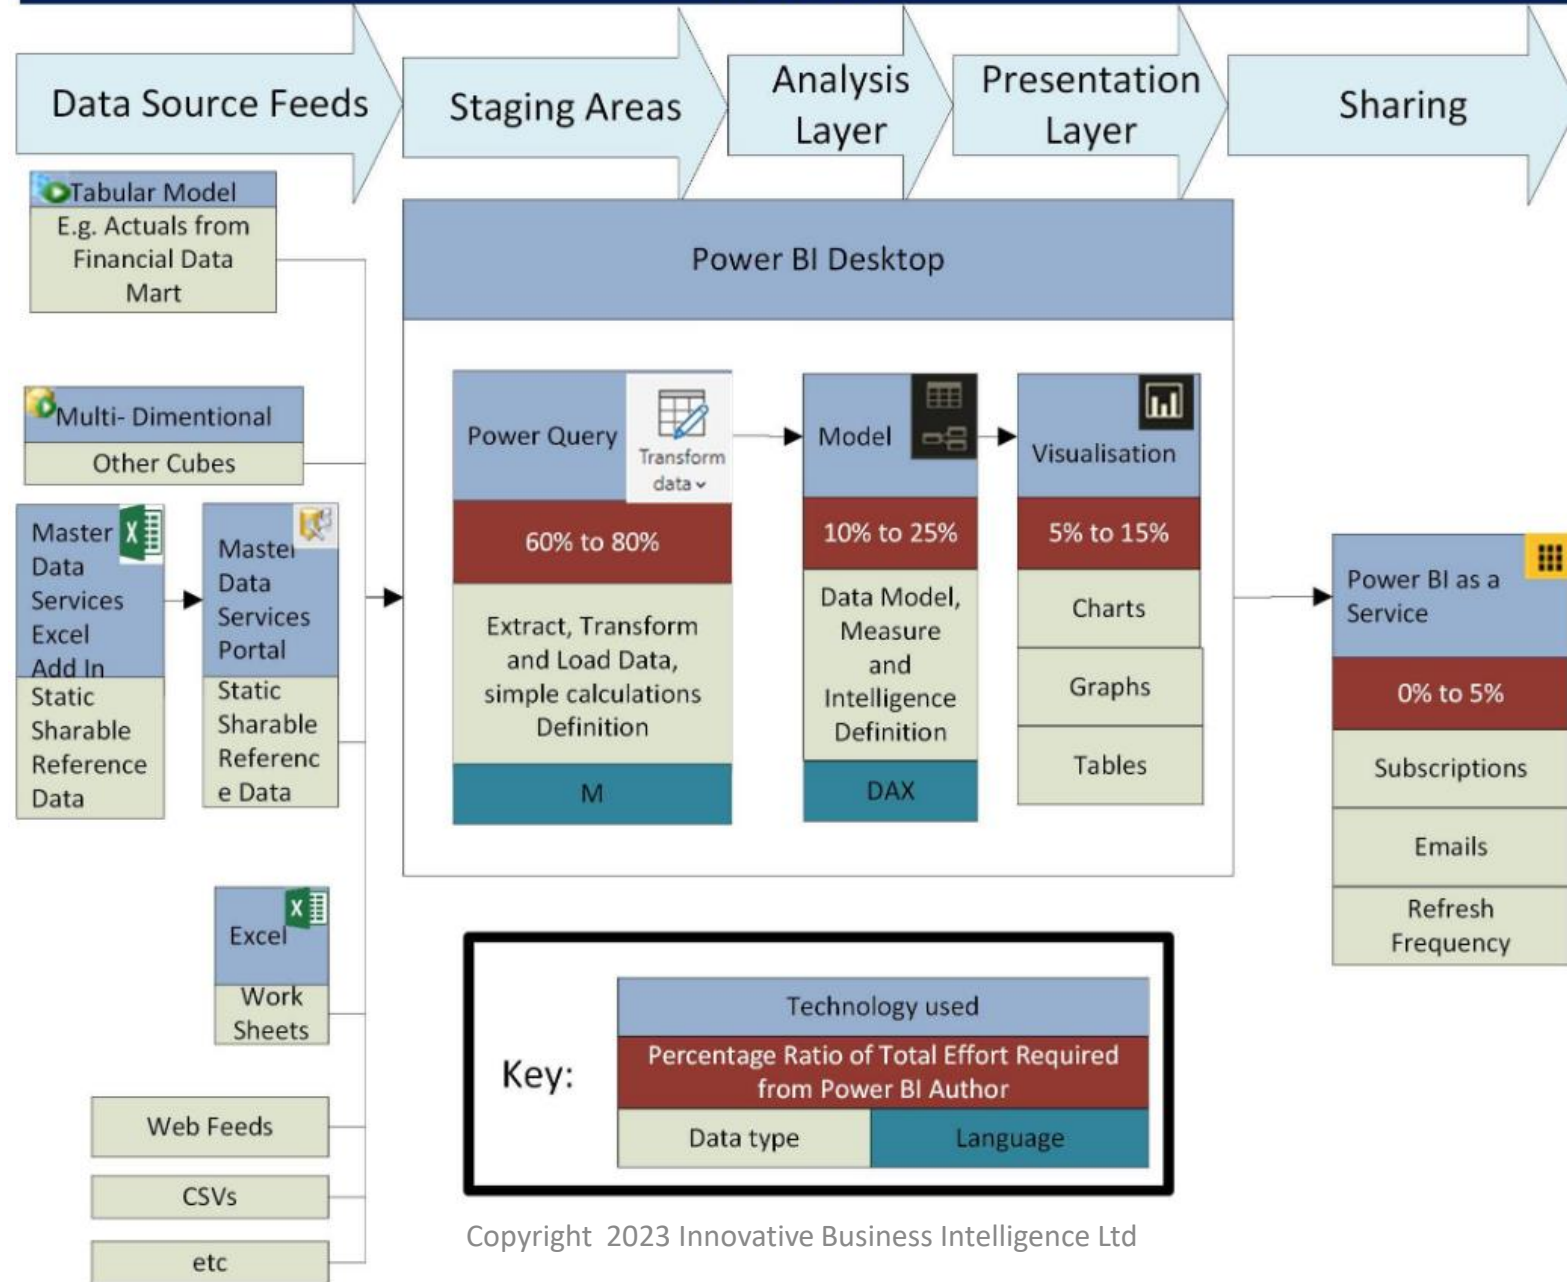 Data Source Feeds
Staging Areas
Analysis
Layer
Presentation
Layer
Sharing
Tabular Model
E.g. Actuals from
Financial Data
Mart
Multi- Dimentional
Other Cubes
Master
Data
Services
Excel
Add In
Static
Sharable
Reference
Data
Master
Data
Services
Portal
Static
Sharable
Referenc
e Data
Excel
Work
Sheets
Web Feeds
CSVs
etc
Power BI Desktop
Power Query
Transform
data
60% to 80%
Extract, Transform
and Load Data,
simple calculations
Definition
M
Model
10% to 25%
Data Model,
Measure
and
Intelligence
Definition
DAX
Visualisation
5% to 15%
Charts
Graphs
Tables
Power BI as a
Service
0% to 5%
Subscriptions
Emails
Refresh
Frequency
Key:
Technology used
Percentage Ratio of Total Effort Required
from Power BI Author
Data type
Language
Copyright 2023 Innovative Business Intelligence Ltd